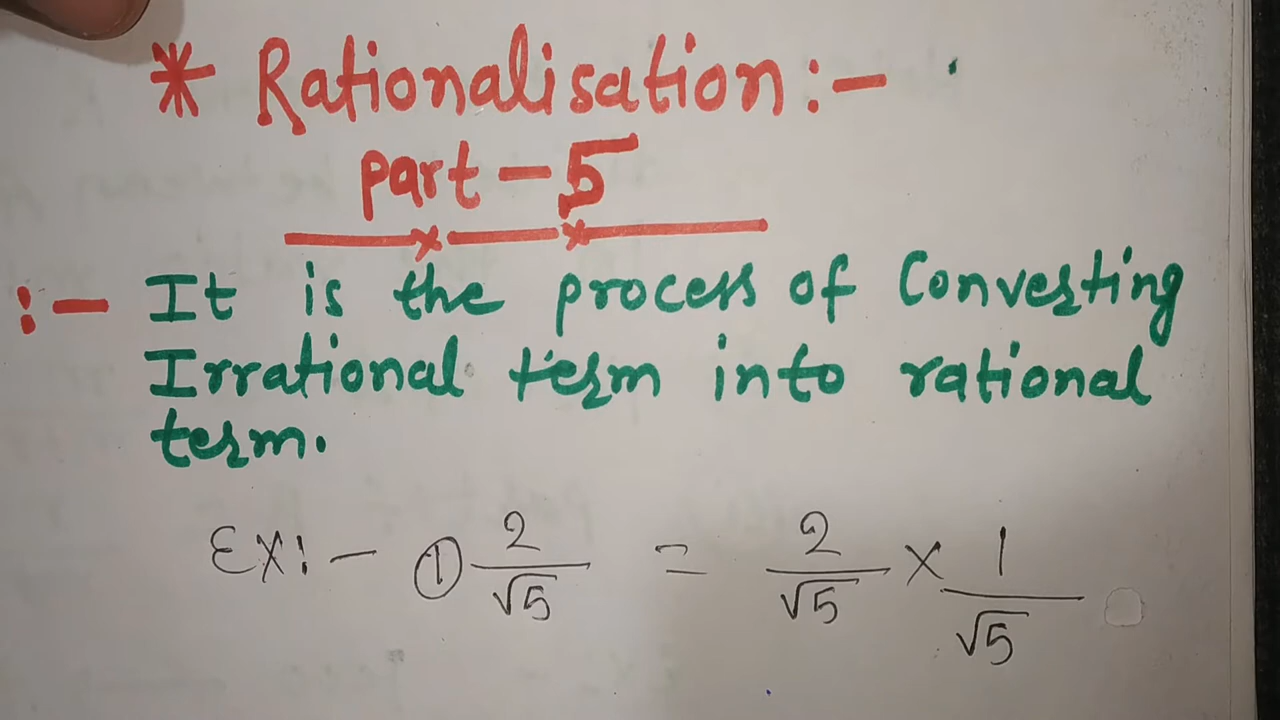 * Rationalisation :-
Part - 5
:- It is the process of Converting
Irrational term into rational
term.
Ex:- ① 2/√5 = 2/√5 × 1/√5